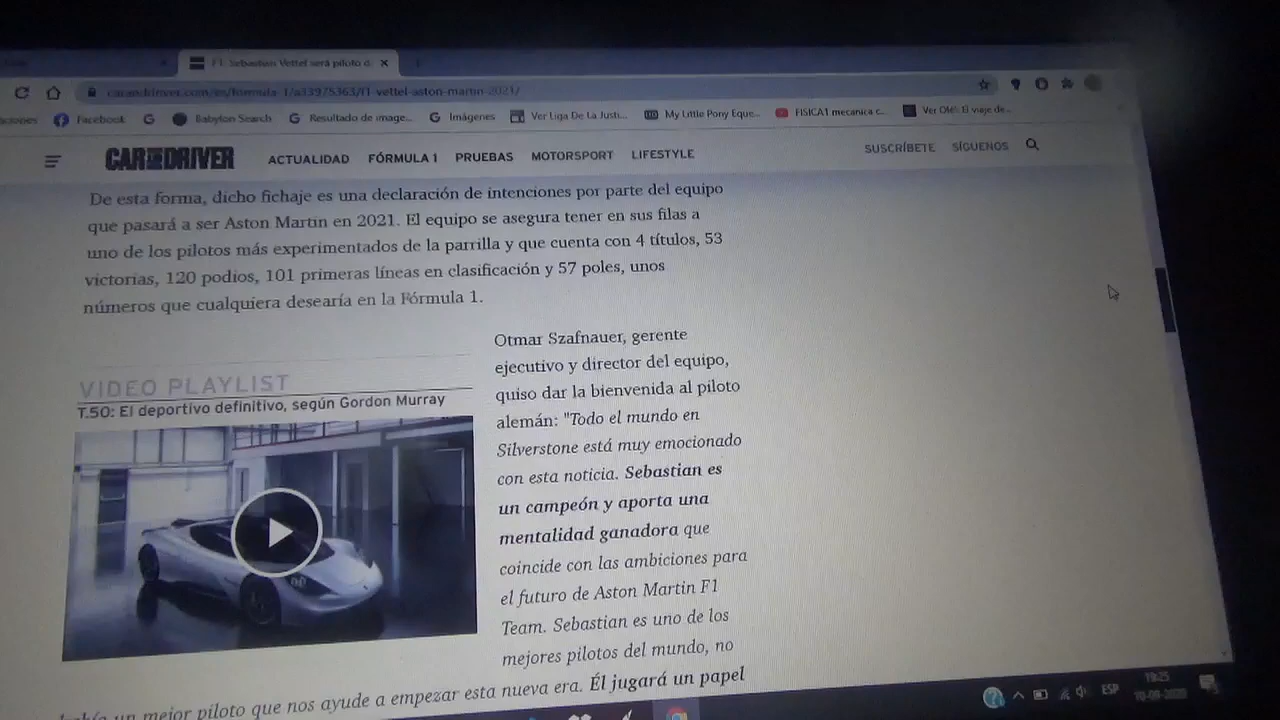 F1: Sebastian Vettel será piloto d
caranddriver.com/es/formula-1/a33975363/f1-vettel-aston-martin-2021/
Facebook
Babylon Search
Resultado de image...
Imágenes
Ver Liga De La Justi...
My Little Pony Eque...
FISICA1 mecanica c...
Ver Olé!: El viaje de...
CAR AND DRIVER
ACTUALIDAD FÓRMULA 1 PRUEBAS MOTORSPORT LIFESTYLE
SUSCRÍBETE SÍGUENOS
De esta forma, dicho fichaje es una declaración de intenciones por parte del equipo
que pasará a ser Aston Martin en 2021. El equipo se asegura tener en sus filas a
uno de los pilotos más experimentados de la parrilla y que cuenta con 4 títulos, 53
victorias, 120 podios, 101 primeras líneas en clasificación y 57 poles, unos
números que cualquiera desearía en la Fórmula 1.
VIDEO PLAYLIST
T.50: El deportivo definitivo, según Gordon Murray
Otmar Szafnauer, gerente
ejecutivo y director del equipo,
quiso dar la bienvenida al piloto
alemán: "Todo el mundo en
Silverstone está muy emocionado
con esta noticia. Sebastian es
un campeón y aporta una
mentalidad ganadora que
coincide con las ambiciones para
el futuro de Aston Martin F1
Team. Sebastian es uno de los
mejores pilotos del mundo, no
había un mejor piloto que nos ayude a empezar esta nueva era. Él jugará un papel
ESP
19:25
10-09-2020